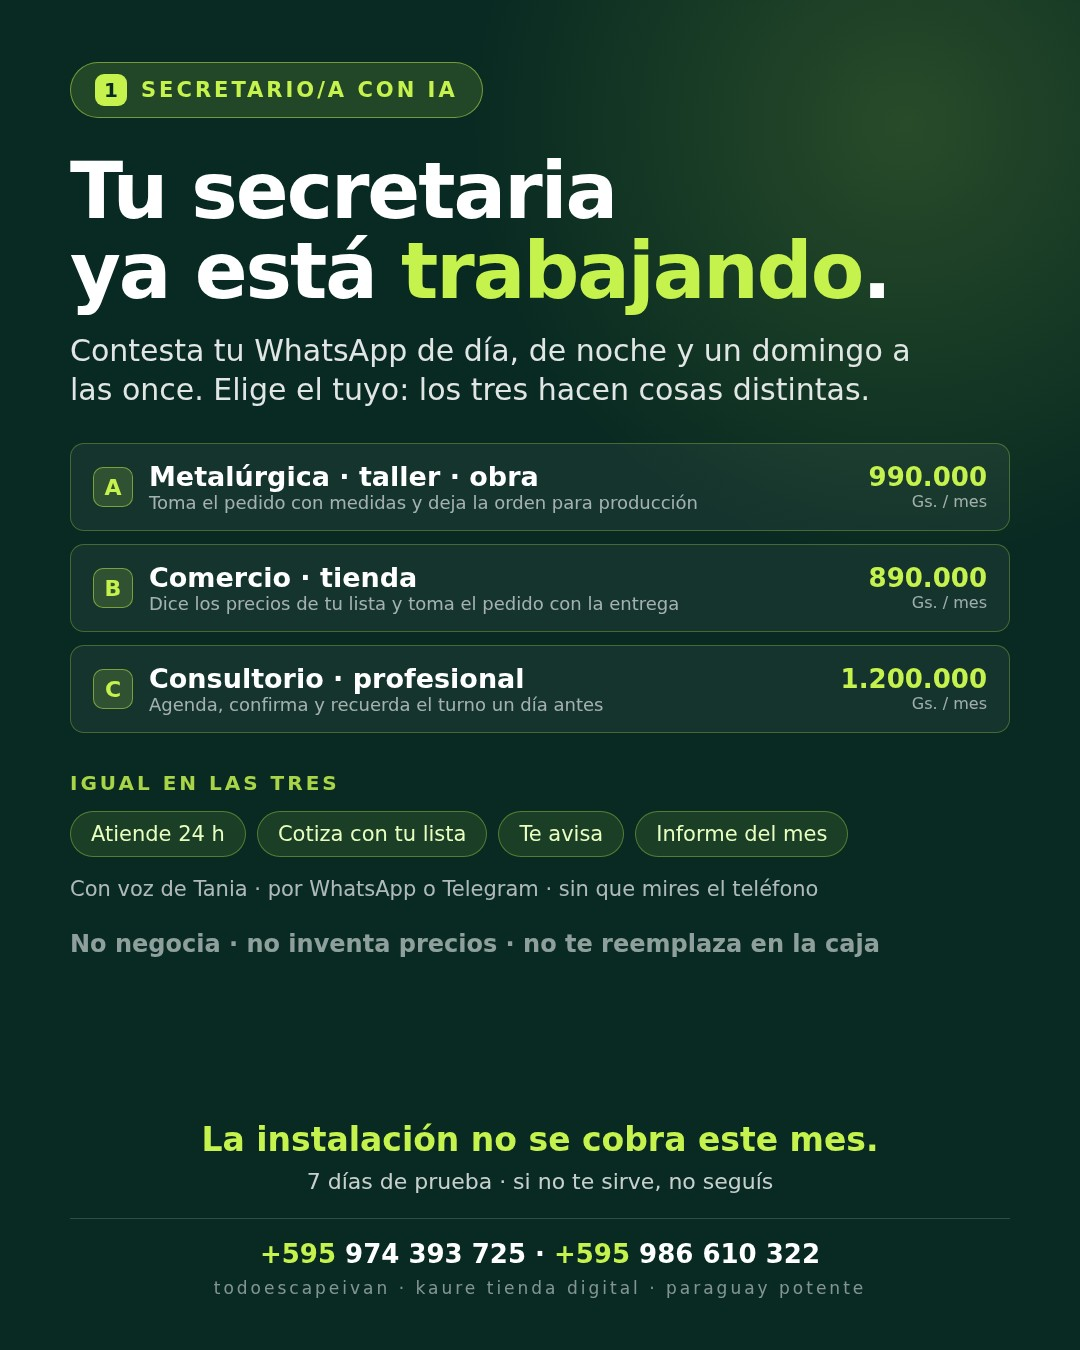 1 SECRETARIO/A CON IA
Tu secretaria
ya está trabajando.
Contesta tu WhatsApp de día, de noche y un domingo a
las once. Elige el tuyo: los tres hacen cosas distintas.
A Metalúrgica · taller · obra 990.000
Toma el pedido con medidas y deja la orden para producción Gs. / mes
B Comercio · tienda 890.000
Dice los precios de tu lista y toma el pedido con la entrega Gs. / mes
C Consultorio · profesional 1.200.000
Agenda, confirma y recuerda el turno un día antes Gs. / mes
IGUAL EN LAS TRES
Atiende 24 h Cotiza con tu lista Te avisa Informe del mes
Con voz de Tania · por WhatsApp o Telegram · sin que mires el teléfono
No negocia · no inventa precios · no te reemplaza en la caja
La instalación no se cobra este mes.
7 días de prueba · si no te sirve, no seguís
+595 974 393 725 · +595 986 610 322
todoescapeivan · kaure tienda digital · paraguay potente